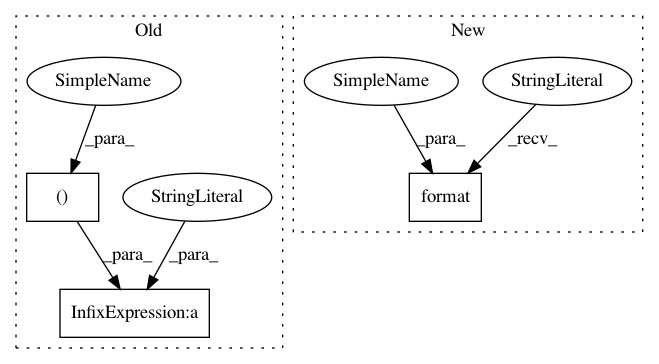 Old
New
SimpleName
SimpleName
StringLiteral
_para_
_para_
_recv_
()
StringLiteral
format
_para_
_para_
InfixExpression:a